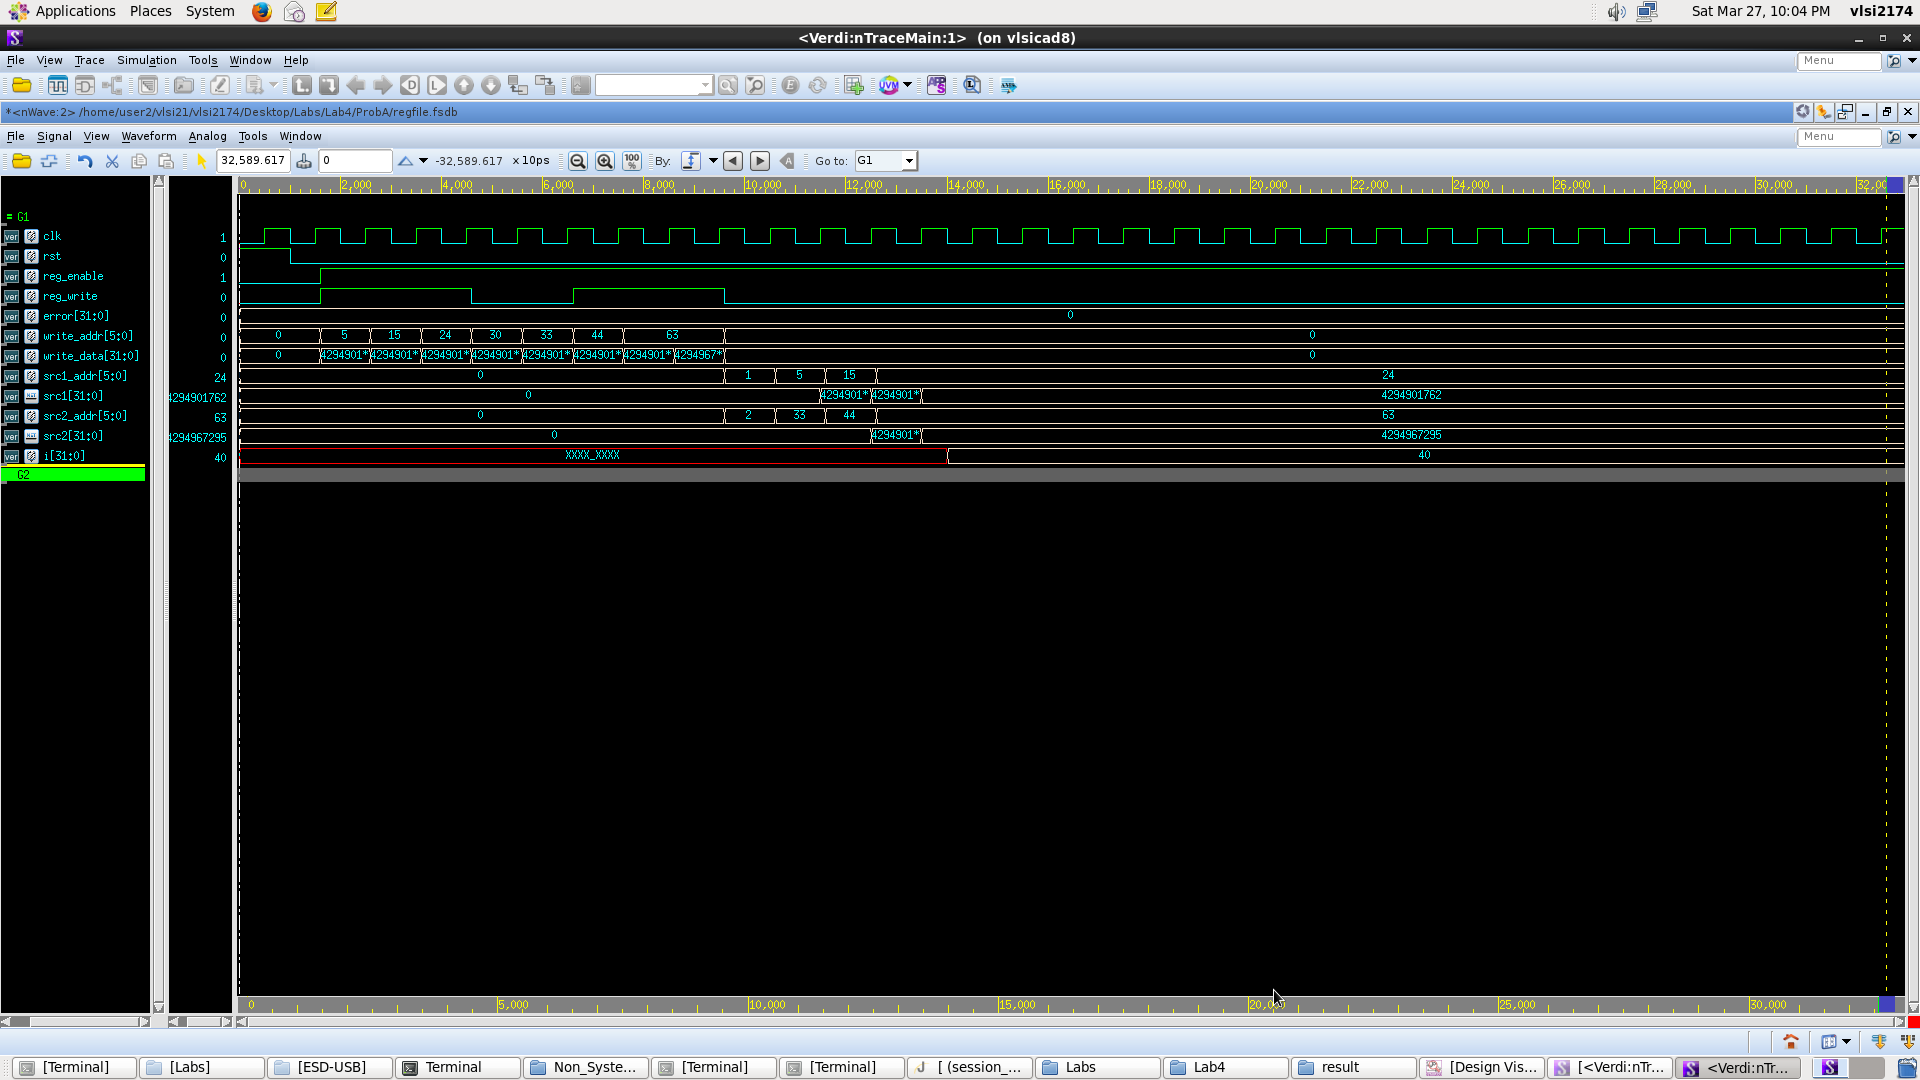 Applications Places System Sat Mar 27, 10:04 PM vlsi2174
<Verdi:nTraceMain:1> (on vlsicad8)
File View Trace Simulation Tools Window Help Menu
*<nWave:2> /home/user2/vlsi21/vlsi2174/Desktop/Labs/Lab4/ProbA/regfile.fsdb
File Signal View Waveform Analog Tools Window Menu
32,589.617 0 -32,589.617 x 10ps 100% By: Go to: G1
0 2,000 4,000 6,000 8,000 10,000 12,000 14,000 16,000 18,000 20,000 22,000 24,000 26,000 28,000 30,000 32,00
= G1
clk 1
rst 0
reg_enable 1
reg_write 0
error[31:0] 0 0
write_addr[5:0] 0 0 5 15 24 30 33 44 63 0
write_data[31:0] 0 0 4294901* 4294901* 4294901* 4294901* 4294901* 4294901* 4294901* 4294967* 0
src1_addr[5:0] 24 0 1 5 15 24
src1[31:0] 4294901762 0 4294901* 4294901* 4294901762
src2_addr[5:0] 63 0 2 33 44 63
src2[31:0] 4294967295 0 4294901* 4294967295
i[31:0] 40 XXXX_XXXX 40
G2
0 5,000 10,000 15,000 20,000 25,000 30,000
[Terminal] [Labs] [ESD-USB] Terminal Non_Syste... [Terminal] [Terminal] [ (session_... Labs Lab4 result [Design Vis... [<Verdi:nTr... <Verdi:nTr...